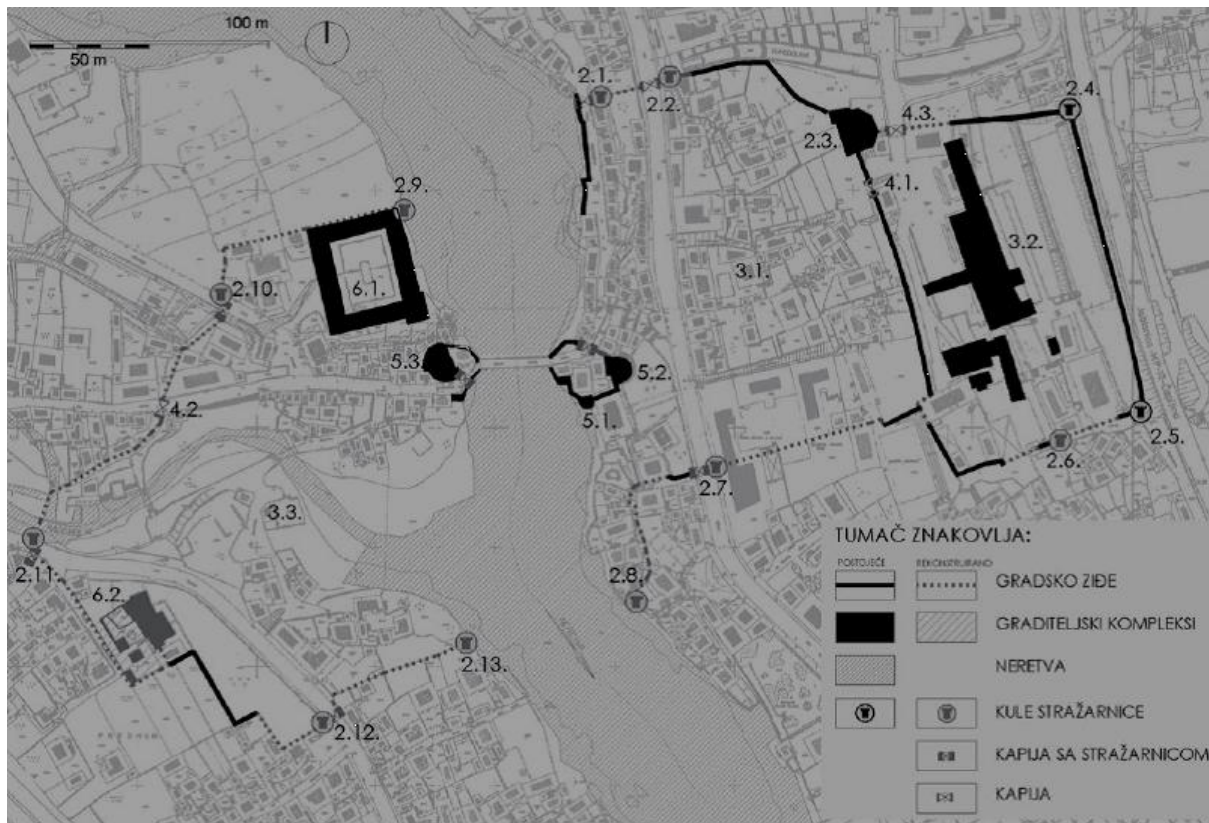 100 m
50 m
2.1.
2.2.
2.3.
4.3.
2.4.
4.1.
3.2.
3.1.
2.9.
6.1.
2.10.
5.3.
5.2.
5.1.
4.2.
2.5.
2.6.
2.7.
3.3.
2.8.
2.11.
6.2.
2.13.
2.12.
TUMAČ ZNAKOVLJA:
POSTOJEĆE REKONSTRUIRANO
GRADSKO ZIĐE
GRADITELJSKI KOMPLEKSI
NERETVA
KULE STRAŽARNICE
KAPIJA SA STRAŽARNICOM
KAPIJA